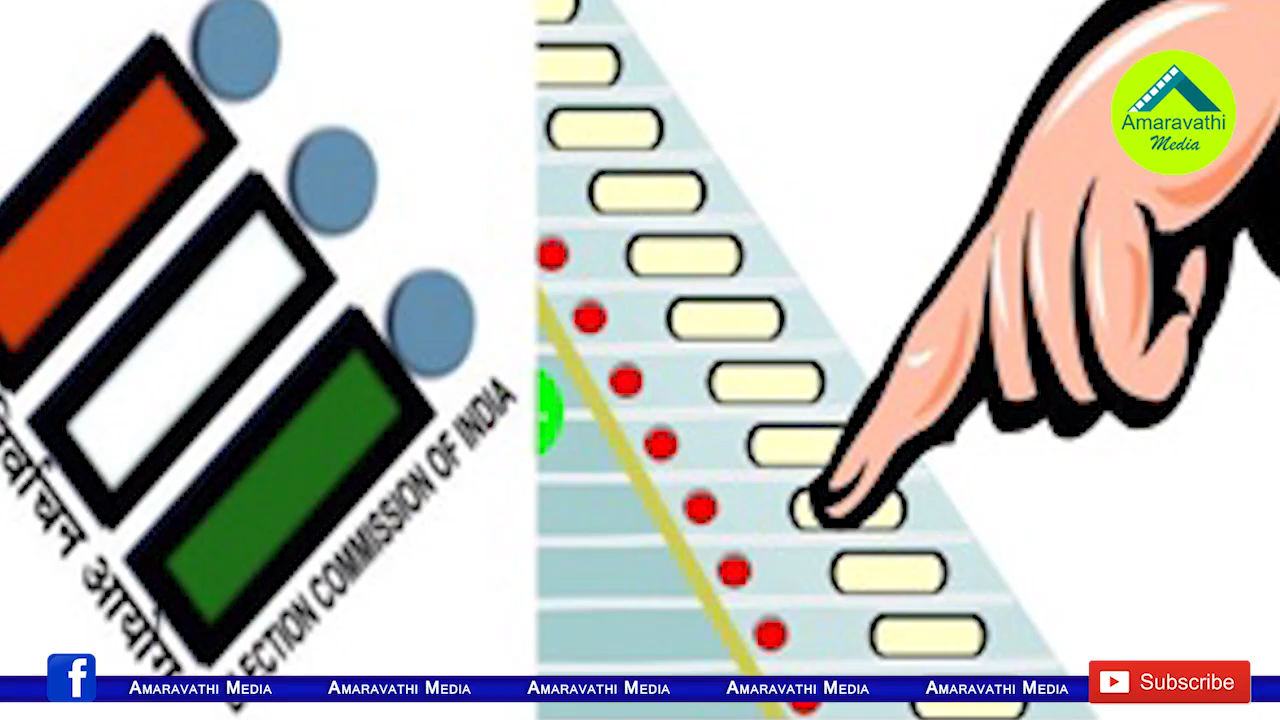 निर्वाचन आयोग
ELECTION COMMISSION OF INDIA
Amaravathi
Media
f
AMARAVATHI MEDIA AMARAVATHI MEDIA AMARAVATHI MEDIA AMARAVATHI MEDIA AMARAVATHI MEDIA
Subscribe